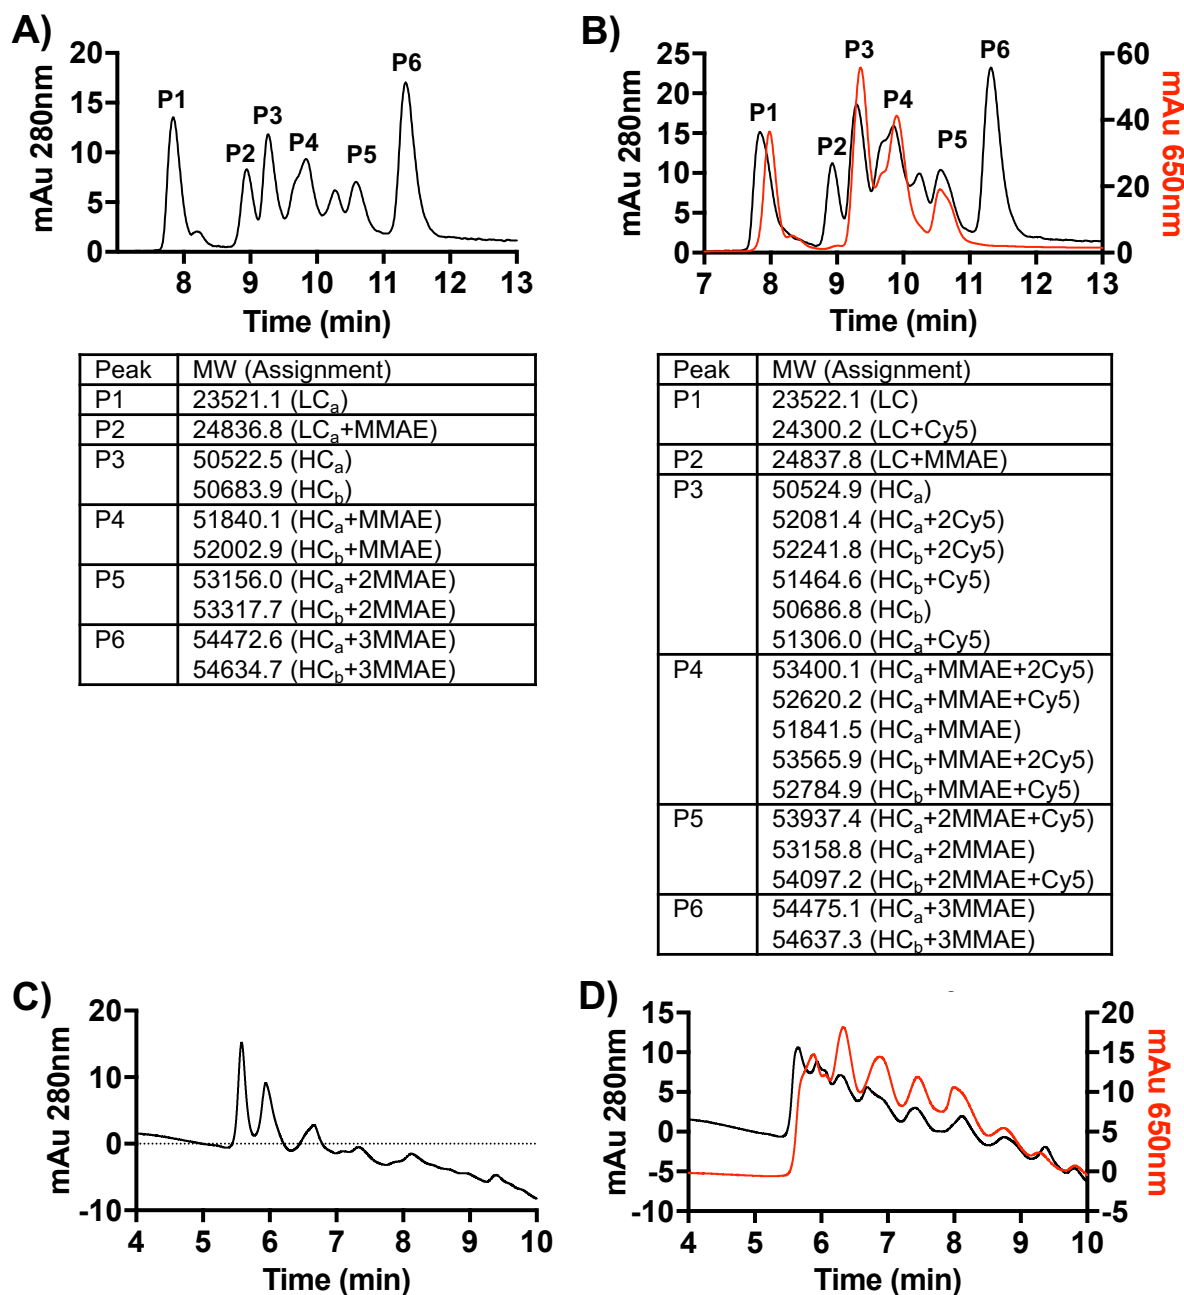 A)
20
15
10
5
0
mAu 280nm
P1
P2
P3
P4
P5
P6
8 9 10 11 12 13
Time (min)
Peak MW (Assignment)
P1 23521.1 (LCa)
P2 24836.8 (LCa+MMAE)
P3 50522.5 (HCa)
50683.9 (HCb)
P4 51840.1 (HCa+MMAE)
52002.9 (HCb+MMAE)
P5 53156.0 (HCa+2MMAE)
53317.7 (HCb+2MMAE)
P6 54472.6 (HCa+3MMAE)
54634.7 (HCb+3MMAE)
B)
25
20
15
10
5
0
mAu 280nm
P1
P2
P3
P4
P5
P6
60
40
20
0
mAu 650nm
7 8 9 10 11 12 13
Time (min)
Peak MW (Assignment)
P1 23522.1 (LC)
24300.2 (LC+Cy5)
P2 24837.8 (LC+MMAE)
P3 50524.9 (HCa)
52081.4 (HCa+2Cy5)
52241.8 (HCb+2Cy5)
51464.6 (HCb+Cy5)
50686.8 (HCb)
51306.0 (HCa+Cy5)
P4 53400.1 (HCa+MMAE+2Cy5)
52620.2 (HCa+MMAE+Cy5)
51841.5 (HCa+MMAE)
53565.9 (HCb+MMAE+2Cy5)
52784.9 (HCb+MMAE+Cy5)
P5 53937.4 (HCa+2MMAE+Cy5)
53158.8 (HCa+2MMAE)
54097.2 (HCb+2MMAE+Cy5)
P6 54475.1 (HCa+3MMAE)
54637.3 (HCb+3MMAE)
C)
20
10
0
-10
mAu 280nm
4 5 6 7 8 9 10
Time (min)
D)
15
10
5
0
-5
-10
mAu 280nm
20
15
10
5
0
-5
mAu 650nm
4 5 6 7 8 9 10
Time (min)